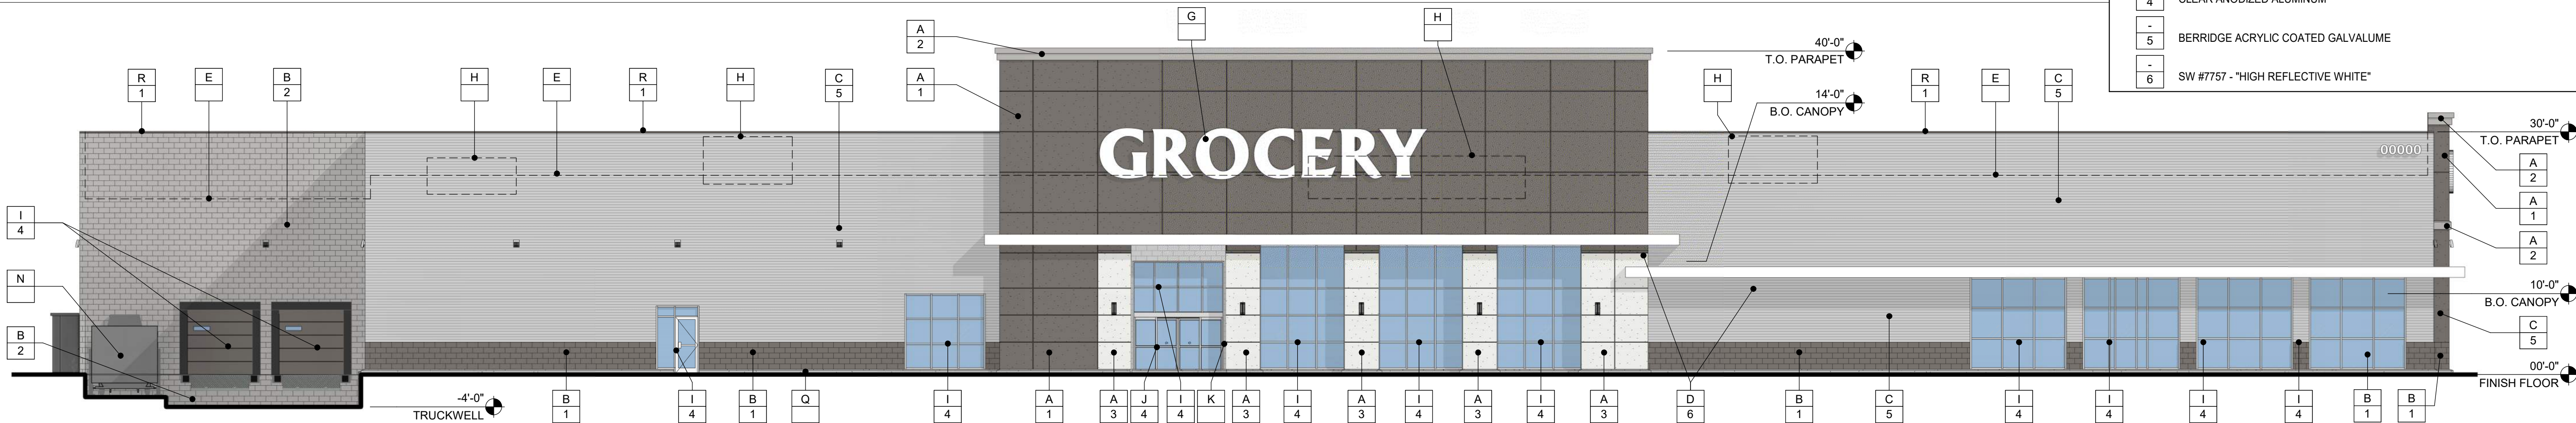 4 CLEAR ANODIZED ALUMINUM
-
5 BERRIDGE ACRYLIC COATED GALVALUME
-
6 SW #7757 - "HIGH REFLECTIVE WHITE"
G
H
A
2
40'-0"
T.O. PARAPET
R
1
E
B
2
H
E
R
1
H
C
5
A
1
H
14'-0"
B.O. CANOPY
R
1
E
C
5
30'-0"
T.O. PARAPET
GROCERY
00000
A
2
A
1
A
2
I
4
N
B
2
10'-0"
B.O. CANOPY
C
5
00'-0"
FINISH FLOOR
-4'-0"
TRUCKWELL
B
1
I
4
B
1
Q
I
4
A
1
A
3
J
4
I
4
K
A
3
I
4
A
3
I
4
A
3
I
4
A
3
D
6
B
1
C
5
I
4
I
4
I
4
I
4
B
1
B
1